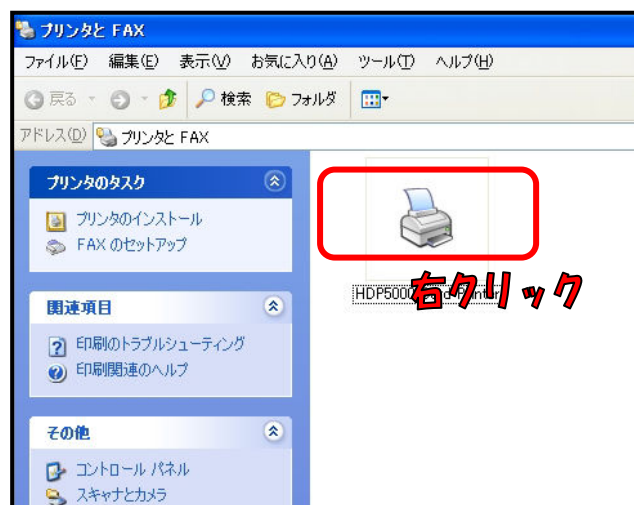 プリンタと FAX
ファイル(F) 編集(E) 表示(V) お気に入り(A) ツール(T) ヘルプ(H)
戻る 検索 フォルダ
アドレス(D) プリンタと FAX
プリンタのタスク
プリンタのインストール
FAX のセットアップ
関連項目
印刷のトラブルシューティング
印刷関連のヘルプ
その他
コントロール パネル
スキャナとカメラ
HDP5000
右クリック